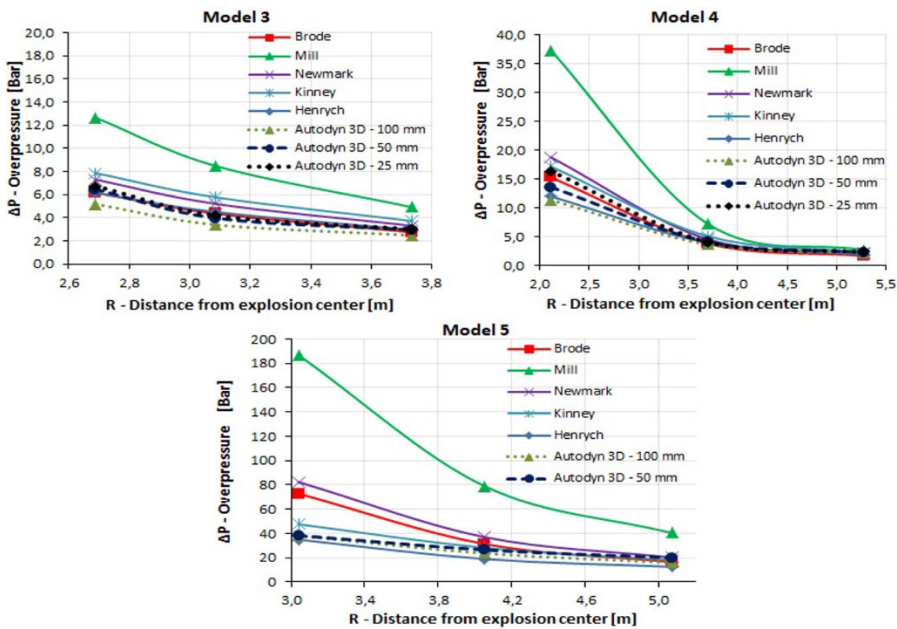 Model 3
ΔP - Overpressure [Bar]
20,0
18,0
16,0
14,0
12,0
10,0
8,0
6,0
4,0
2,0
0,0
2,6 2,8 3,0 3,2 3,4 3,6 3,8
R - Distance from explosion center [m]
Brode
Mill
Newmark
Kinney
Henrych
Autodyn 3D - 100 mm
Autodyn 3D - 50 mm
Autodyn 3D - 25 mm
Model 4
ΔP - Overpressure [Bar]
40,0
35,0
30,0
25,0
20,0
15,0
10,0
5,0
0,0
2,0 2,5 3,0 3,5 4,0 4,5 5,0 5,5
R - Distance from explosion center [m]
Brode
Mill
Newmark
Kinney
Henrych
Autodyn 3D - 100 mm
Autodyn 3D - 50 mm
Autodyn 3D - 25 mm
Model 5
ΔP - Overpressure [Bar]
200
180
160
140
120
100
80
60
40
20
0
3,0 3,4 3,8 4,2 4,6 5,0
R - Distance from explosion center [m]
Brode
Mill
Newmark
Kinney
Henrych
Autodyn 3D - 100 mm
Autodyn 3D - 50 mm